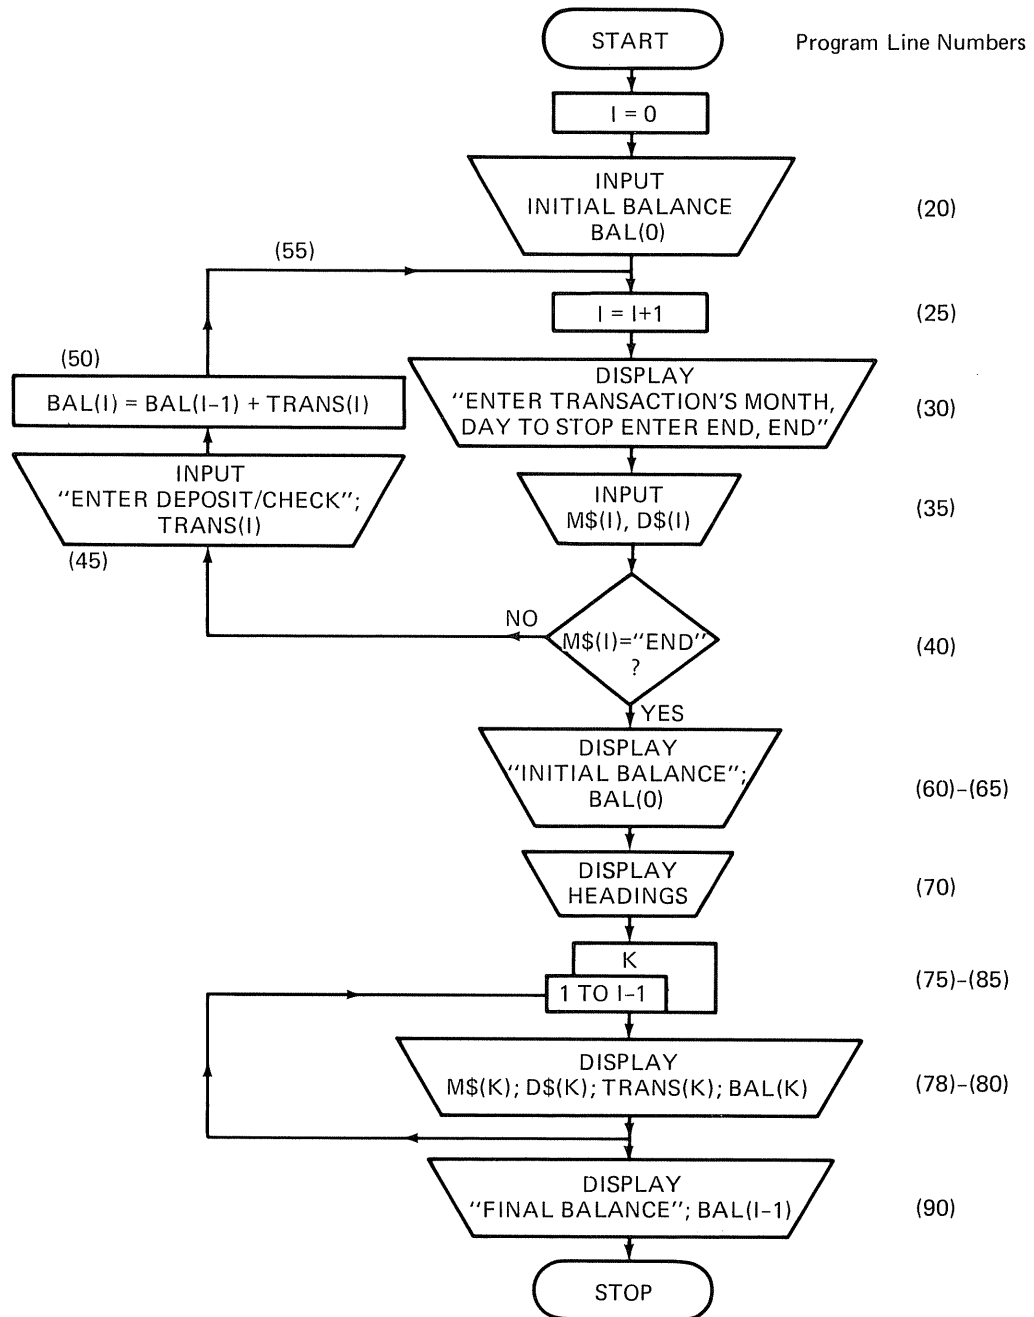 START
Program Line Numbers
I = 0
INPUT
INITIAL BALANCE
BAL(0)
(20)
(55)
I = I+1
(25)
(50)
BAL(I) = BAL(I-1) + TRANS(I)
DISPLAY
"ENTER TRANSACTION'S MONTH,
DAY TO STOP ENTER END, END"
(30)
INPUT
"ENTER DEPOSIT/CHECK";
TRANS(I)
(45)
INPUT
M$(I), D$(I)
(35)
NO
M$(I)="END"
?
(40)
YES
DISPLAY
"INITIAL BALANCE";
BAL(0)
(60)-(65)
DISPLAY
HEADINGS
(70)
K
1 TO I-1
(75)-(85)
DISPLAY
M$(K); D$(K); TRANS(K); BAL(K)
(78)-(80)
DISPLAY
"FINAL BALANCE"; BAL(I-1)
(90)
STOP